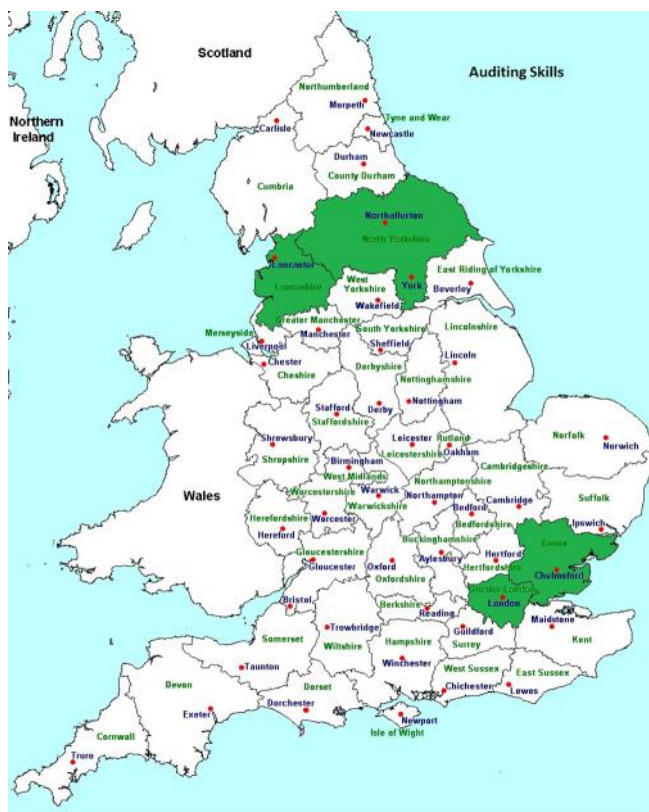 Scotland
Auditing Skills
Northumberland
Morpeth
Tyne and Wear
Northern
Ireland
Carlisle
Newcastle
Durham
County Durham
Cumbria
Northallerton
North Yorkshire
Lancaster
East Riding of Yorkshire
West
Yorkshire
York
Beverley
Lancashire
Wakefield
Greater Manchester
Merseyside
Manchester
South Yorkshire
Lincolnshire
Liverpool
Sheffield
Chester
Derbyshire
Lincoln
Cheshire
Nottinghamshire
Stafford
Derby
Nottingham
Staffordshire
Shrewsbury
Leicester
Rutland
Norfolk
Norwich
Shropshire
Leicestershire
Oakham
Birmingham
Cambridgeshire
West Midlands
Northamptonshire
Suffolk
Wales
Worcestershire
Warwick
Northampton
Cambridge
Herefordshire
Warwickshire
Bedford
Worcester
Bedfordshire
Ipswich
Hereford
Buckinghamshire
Essex
Gloucestershire
Aylesbury
Hertford
Gloucester
Oxford
Hertfordshire
Chelmsford
Oxfordshire
Greater London
Bristol
Berkshire
London
Reading
Maidstone
Somerset
Trowbridge
Guildford
Hampshire
Surrey
Kent
Wiltshire
Taunton
Winchester
West Sussex
East Sussex
Devon
Dorset
Chichester
Lewes
Exeter
Dorchester
Newport
Cornwall
Isle of Wight
Truro